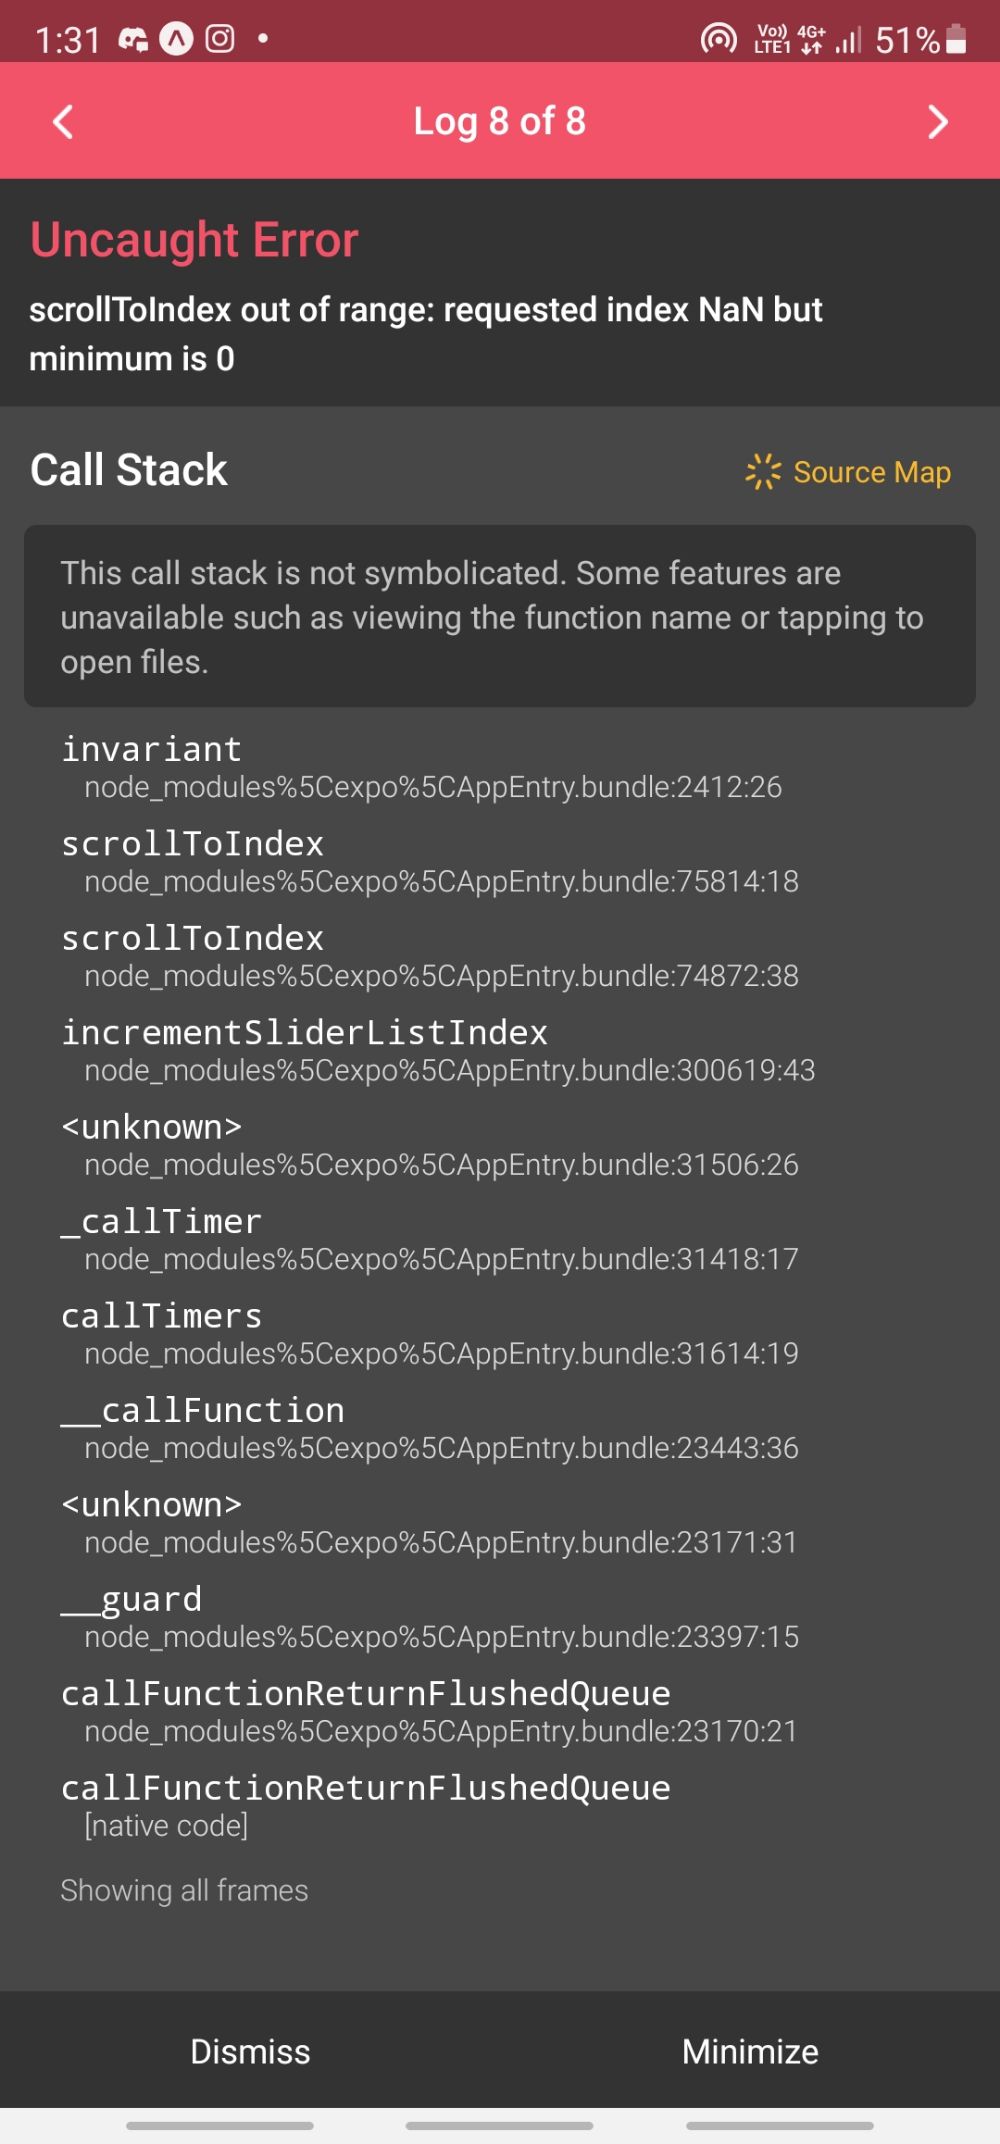 1:31
Vo)) LTE1 4G+ 51%
Log 8 of 8
Uncaught Error
scrollToIndex out of range: requested index NaN but
minimum is 0
Call Stack
Source Map
This call stack is not symbolicated. Some features are
unavailable such as viewing the function name or tapping to
open files.
invariant
node_modules%5Cexpo%5CAppEntry.bundle:2412:26
scrollToIndex
node_modules%5Cexpo%5CAppEntry.bundle:75814:18
scrollToIndex
node_modules%5Cexpo%5CAppEntry.bundle:74872:38
incrementSliderListIndex
node_modules%5Cexpo%5CAppEntry.bundle:300619:43
<unknown>
node_modules%5Cexpo%5CAppEntry.bundle:31506:26
_callTimer
node_modules%5Cexpo%5CAppEntry.bundle:31418:17
callTimers
node_modules%5Cexpo%5CAppEntry.bundle:31614:19
__callFunction
node_modules%5Cexpo%5CAppEntry.bundle:23443:36
<unknown>
node_modules%5Cexpo%5CAppEntry.bundle:23171:31
__guard
node_modules%5Cexpo%5CAppEntry.bundle:23397:15
callFunctionReturnFlushedQueue
node_modules%5Cexpo%5CAppEntry.bundle:23170:21
callFunctionReturnFlushedQueue
[native code]
Showing all frames
Dismiss
Minimize